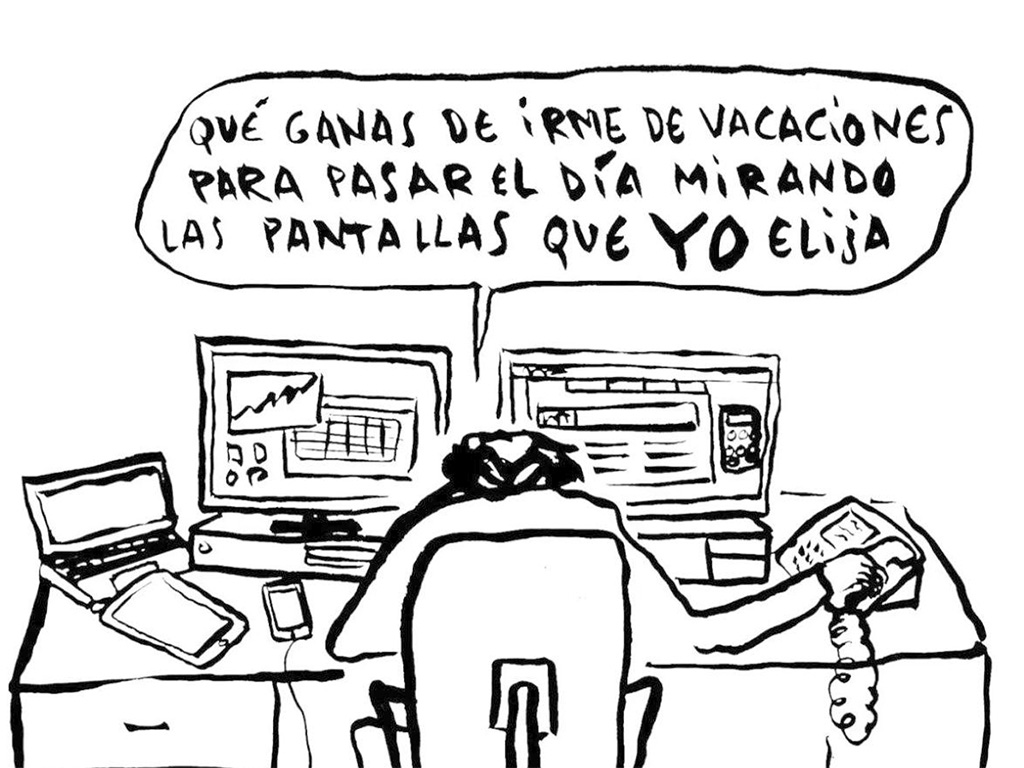 QUÉ GANAS DE iRME DE VACACiONES
PARA PASAR EL DÍA MiRANDO
LAS PANTALLAS QUE YO ELijA